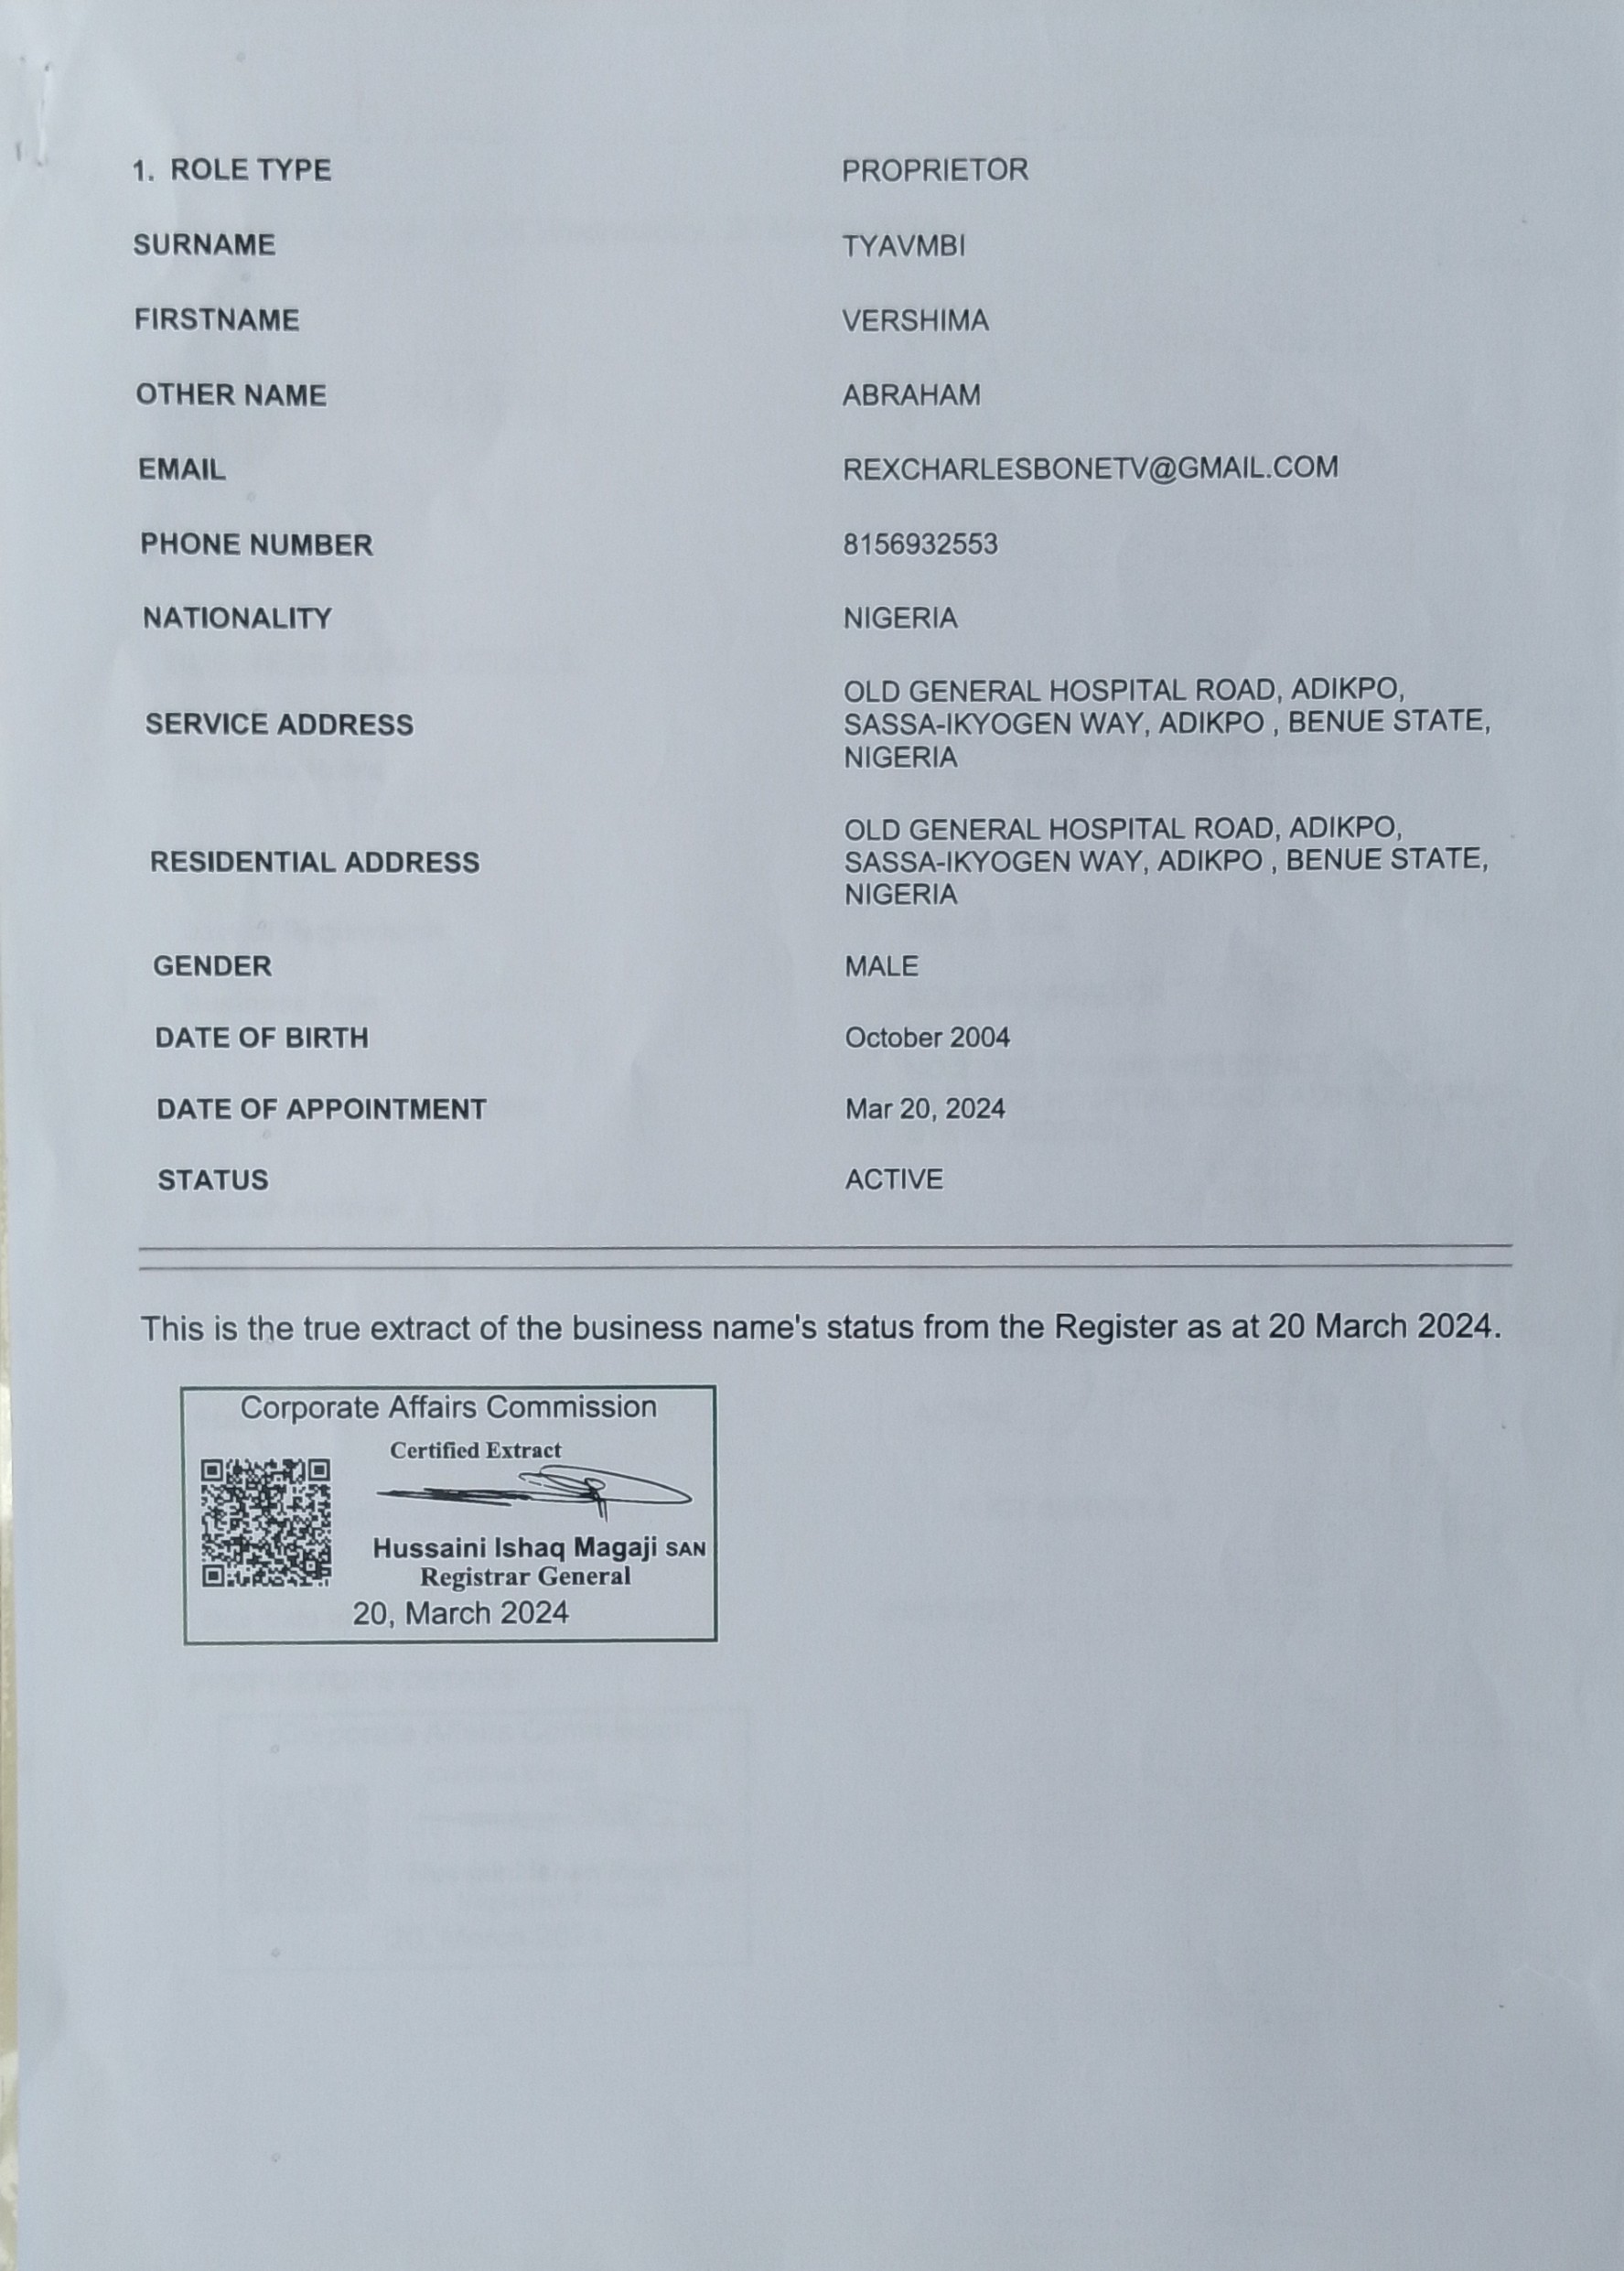 1. ROLE TYPE PROPRIETOR
SURNAME TYAVMBI
FIRSTNAME VERSHIMA
OTHER NAME ABRAHAM
EMAIL REXCHARLESBONETV@GMAIL.COM
PHONE NUMBER 8156932553
NATIONALITY NIGERIA
SERVICE ADDRESS OLD GENERAL HOSPITAL ROAD, ADIKPO,
SASSA-IKYOGEN WAY, ADIKPO , BENUE STATE,
NIGERIA
RESIDENTIAL ADDRESS OLD GENERAL HOSPITAL ROAD, ADIKPO,
SASSA-IKYOGEN WAY, ADIKPO , BENUE STATE,
NIGERIA
GENDER MALE
DATE OF BIRTH October 2004
DATE OF APPOINTMENT Mar 20, 2024
STATUS ACTIVE
This is the true extract of the business name's status from the Register as at 20 March 2024.
Corporate Affairs Commission
Certified Extract
Hussaini Ishaq Magaji SAN
Registrar General
20, March 2024